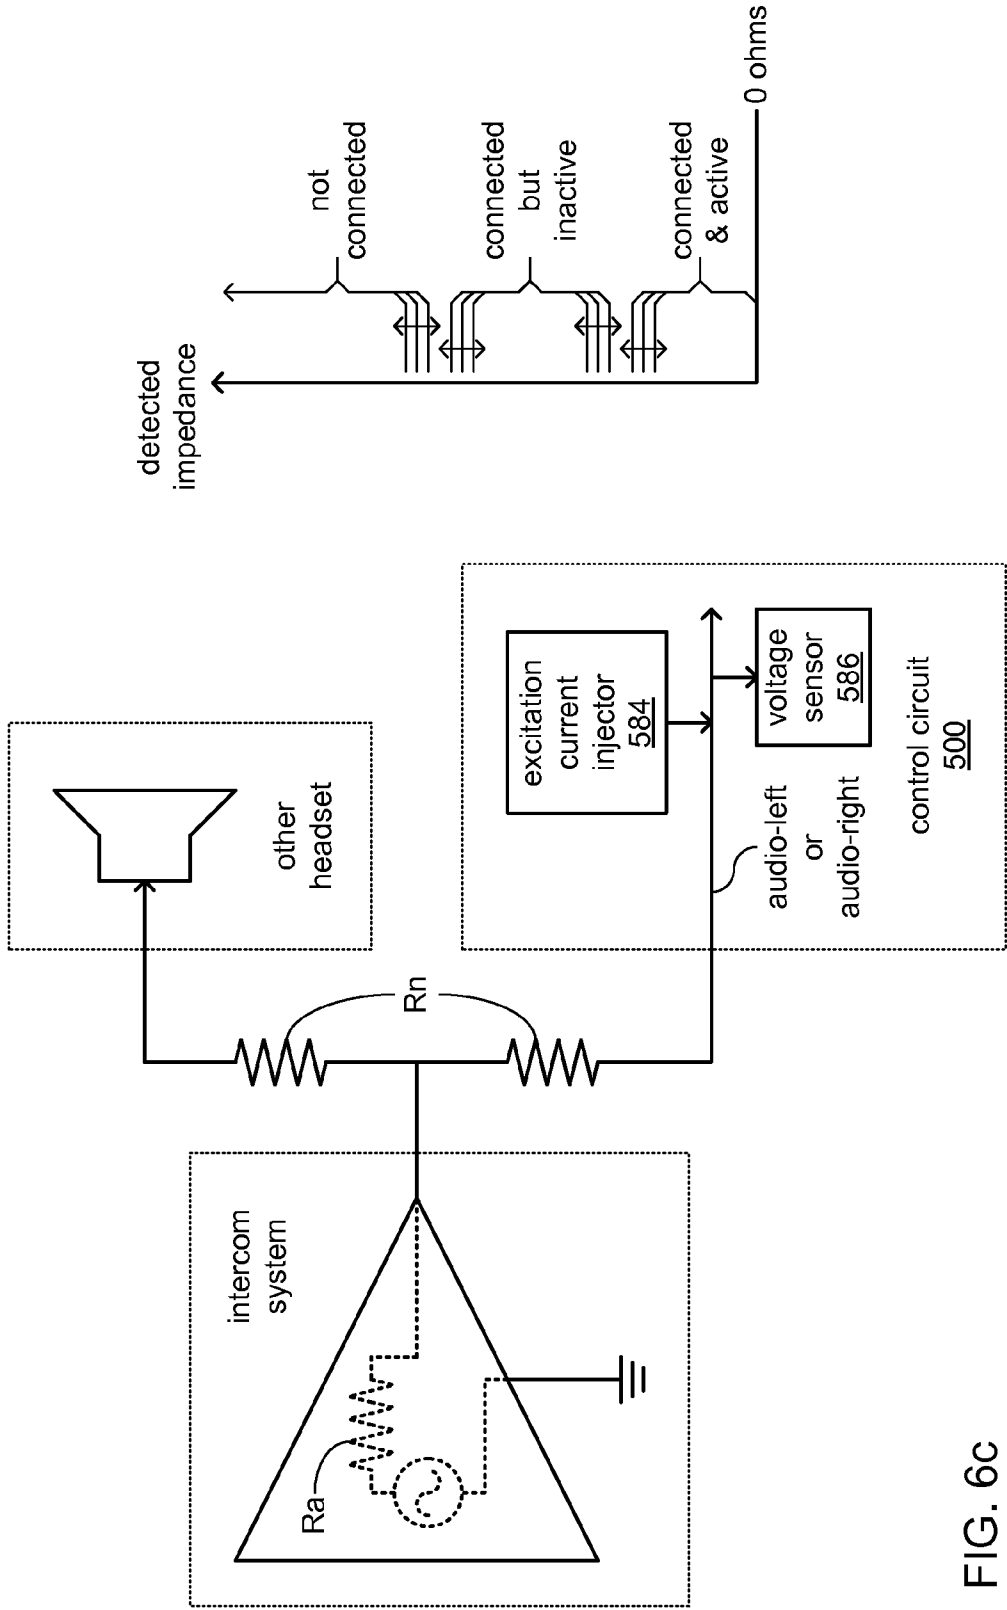 intercom
system
Ra
Rn
other
headset
excitation
current
injector
584
voltage
sensor
586
audio-left
or
audio-right
control circuit
500
detected
impedance
not
connected
connected
but
inactive
connected
& active
0 ohms
FIG. 6c